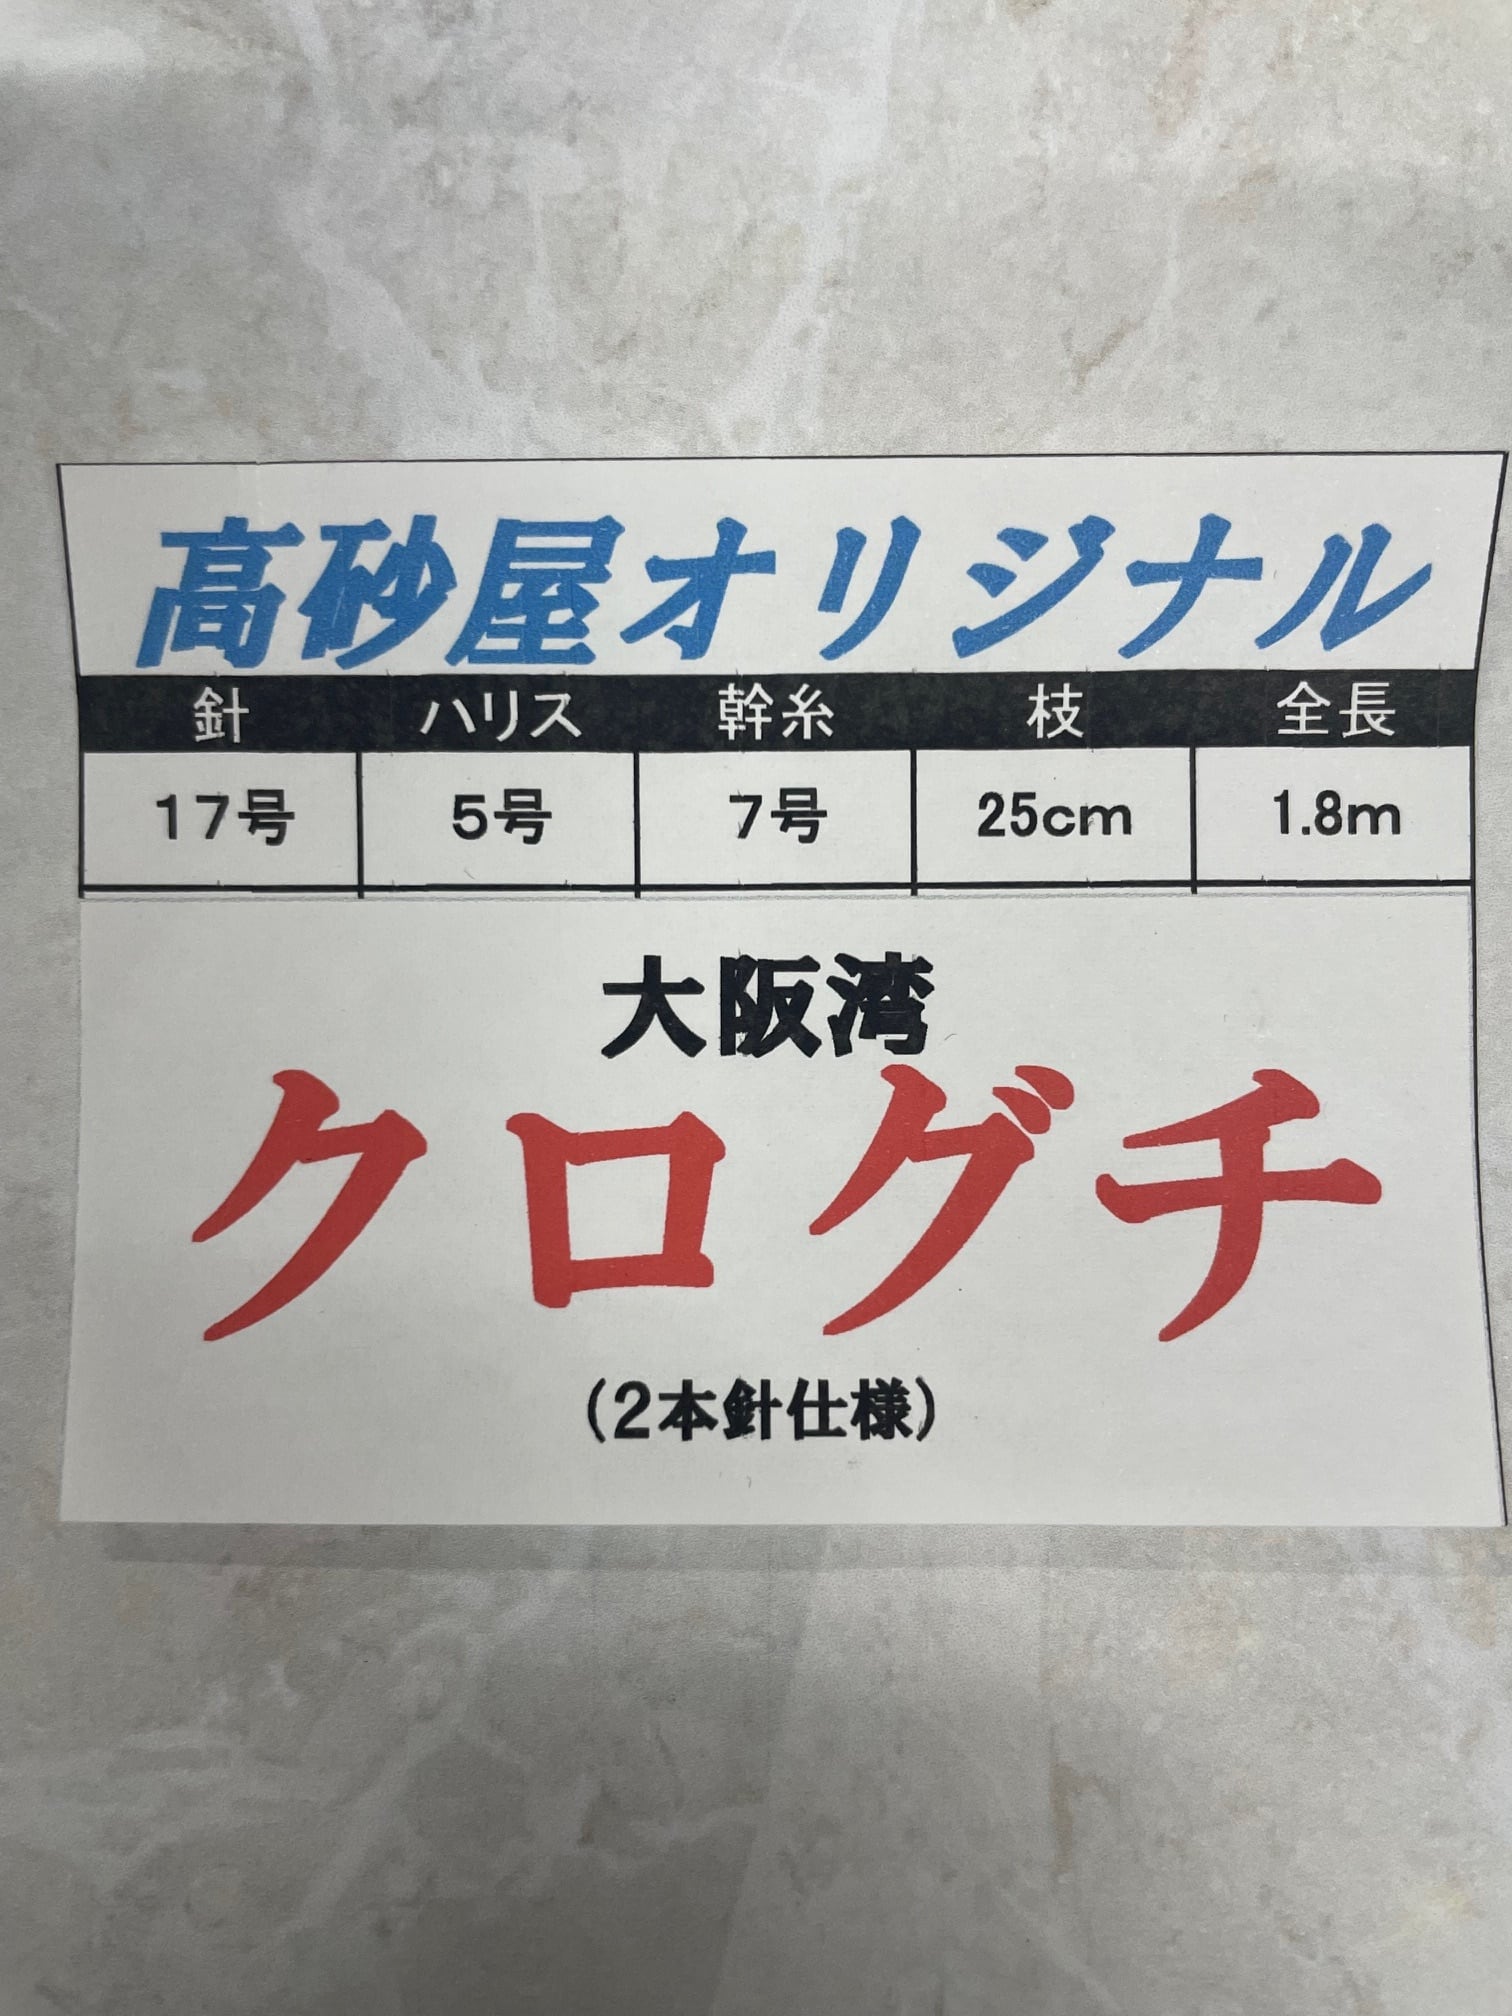 高砂屋オリジナル
針 ハリス 幹糸 枝 全長
17号 5号 7号 25cm 1.8m
大阪湾
クログチ
(2本針仕様)